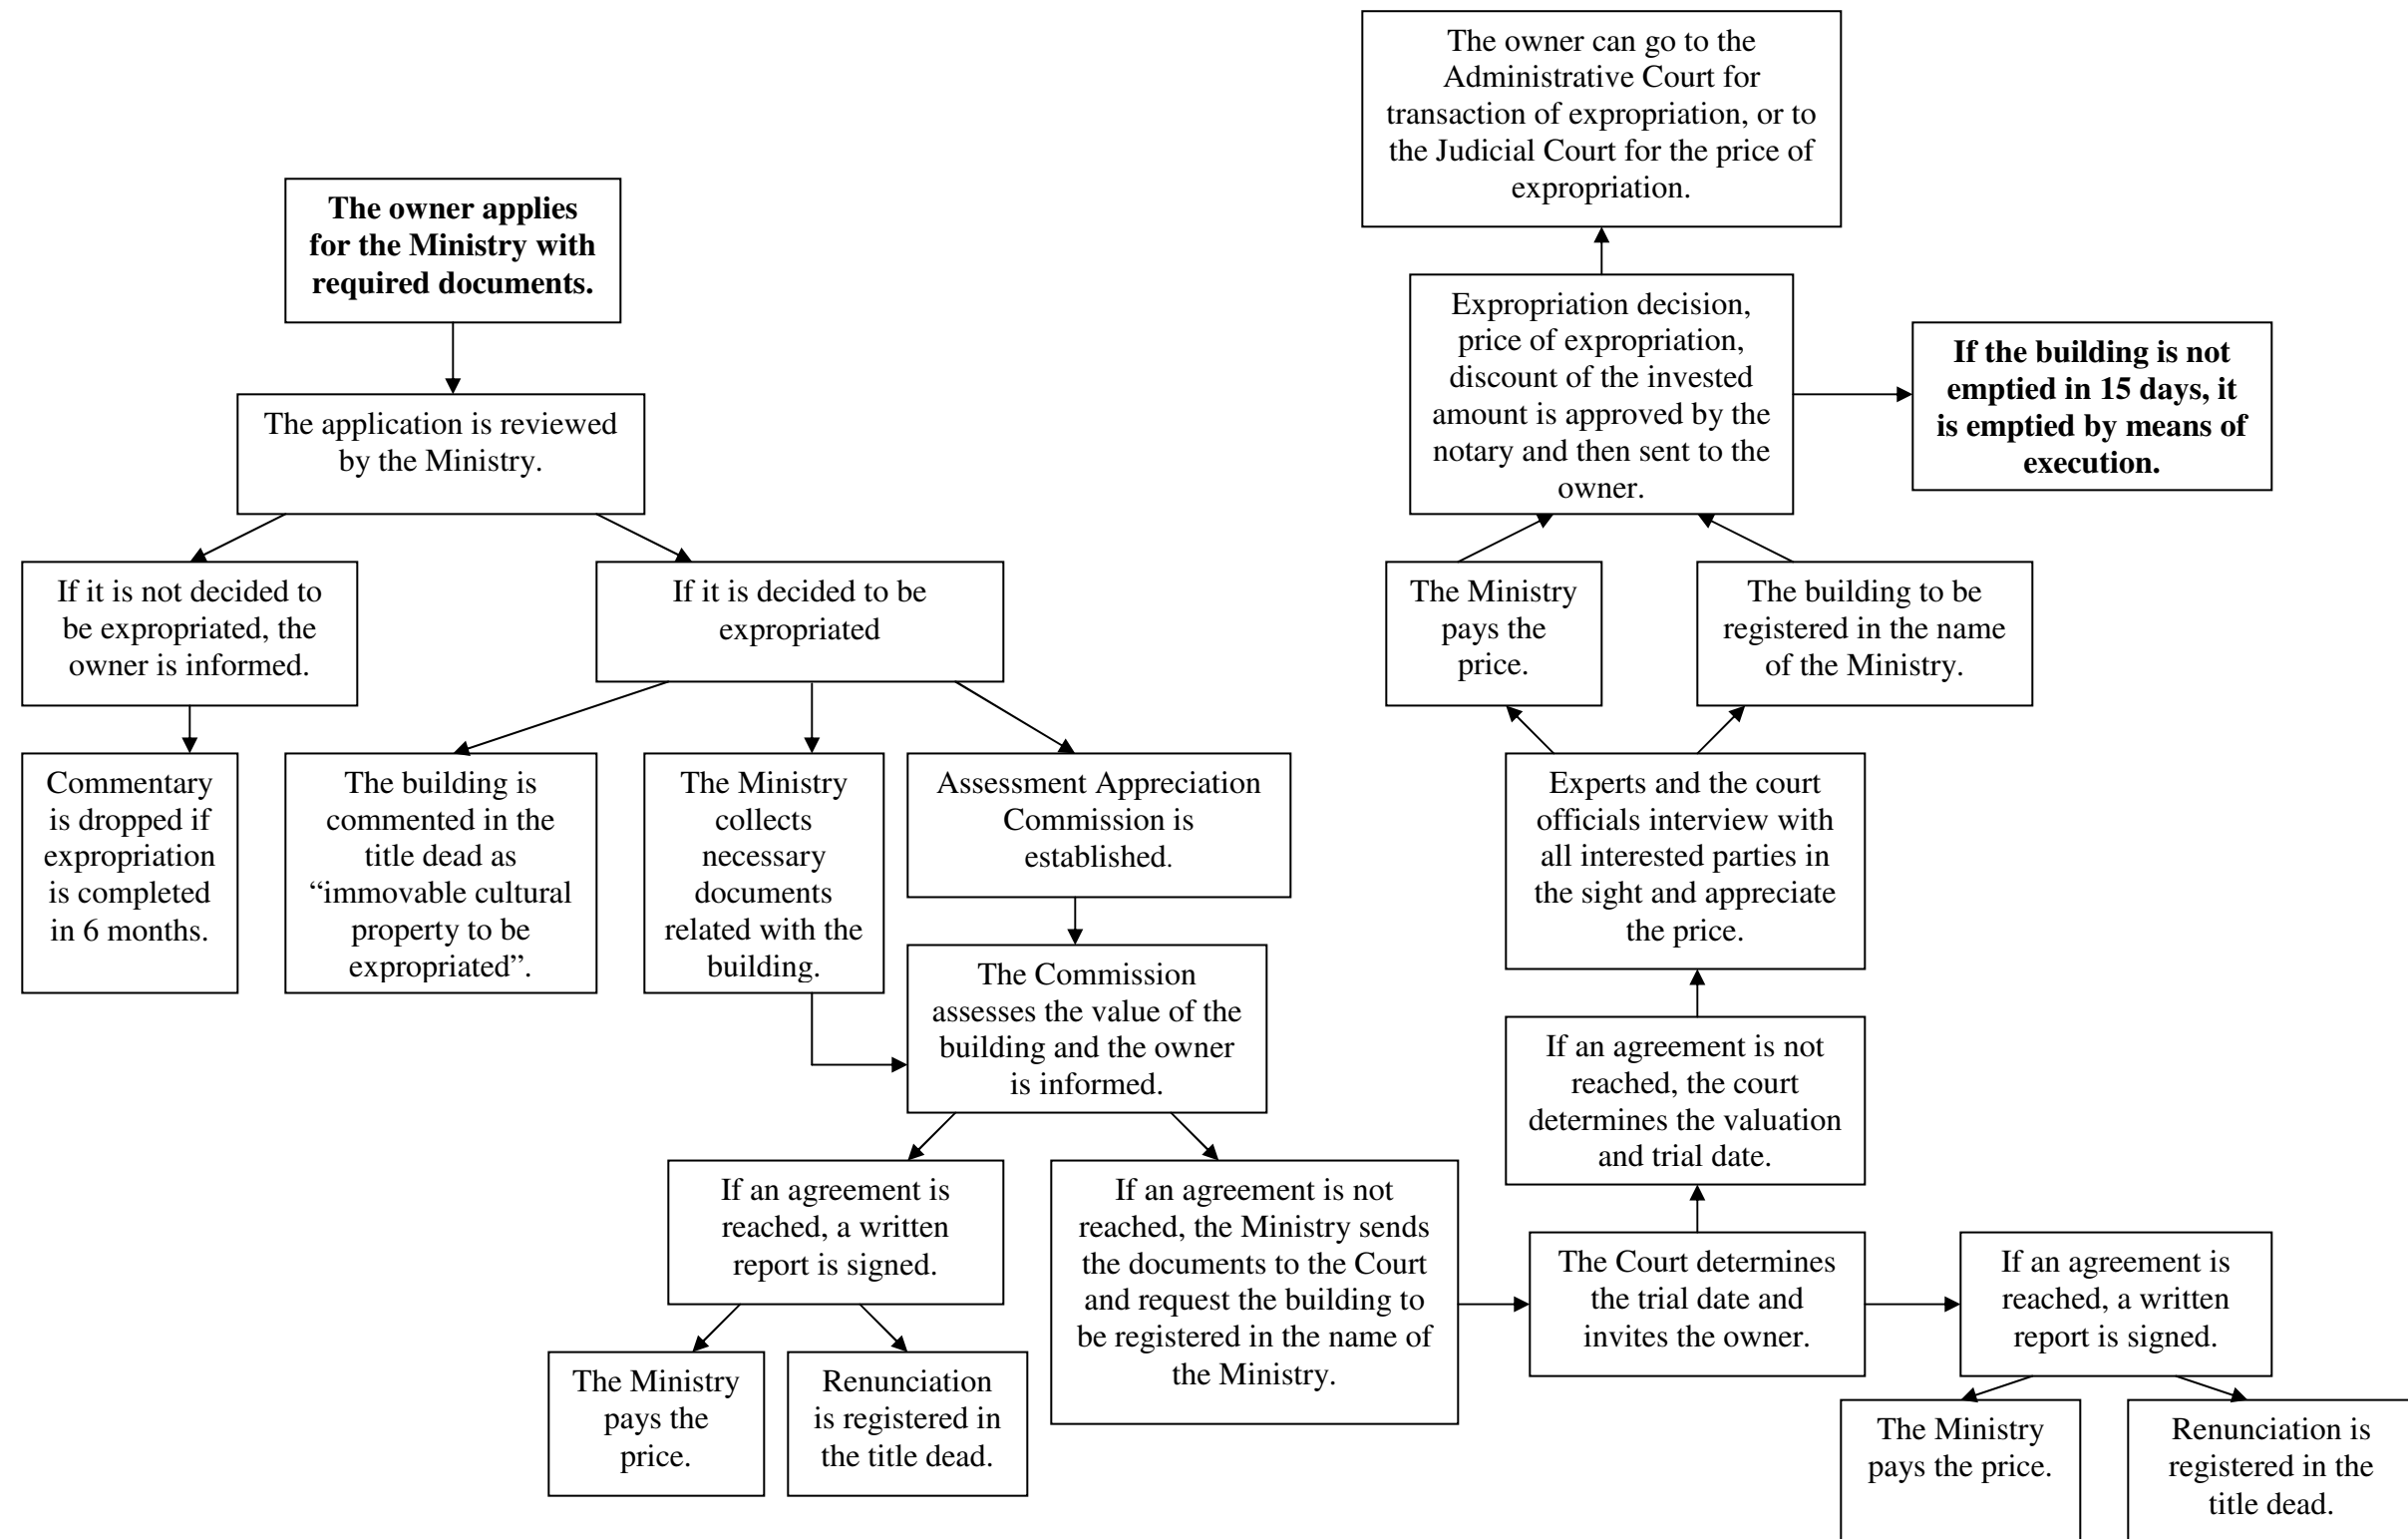 The owner applies
for the Ministry with
required documents.
The application is reviewed
by the Ministry.
If it is not decided to
be expropriated, the
owner is informed.
If it is decided to be
expropriated
Commentary
is dropped if
expropriation
is completed
in 6 months.
The building is
commented in the
title dead as
“immovable cultural
property to be
expropriated”.
The Ministry
collects
necessary
documents
related with the
building.
Assessment Appreciation
Commission is
established.
The Commission
assesses the value of the
building and the owner
is informed.
If an agreement is
reached, a written
report is signed.
The Ministry
pays the
price.
Renunciation
is registered in
the title dead.
If an agreement is not
reached, the Ministry sends
the documents to the Court
and request the building to
be registered in the name of
the Ministry.
The Court determines
the trial date and
invites the owner.
If an agreement is
reached, a written
report is signed.
The Ministry
pays the price.
Renunciation is
registered in the
title dead.
If an agreement is not
reached, the court
determines the valuation
and trial date.
Experts and the court
officials interview with
all interested parties in
the sight and appreciate
the price.
The Ministry
pays the
price.
The building to be
registered in the name
of the Ministry.
Expropriation decision,
price of expropriation,
discount of the invested
amount is approved by the
notary and then sent to the
owner.
If the building is not
emptied in 15 days, it
is emptied by means of
execution.
The owner can go to the
Administrative Court for
transaction of expropriation, or to
the Judicial Court for the price of
expropriation.